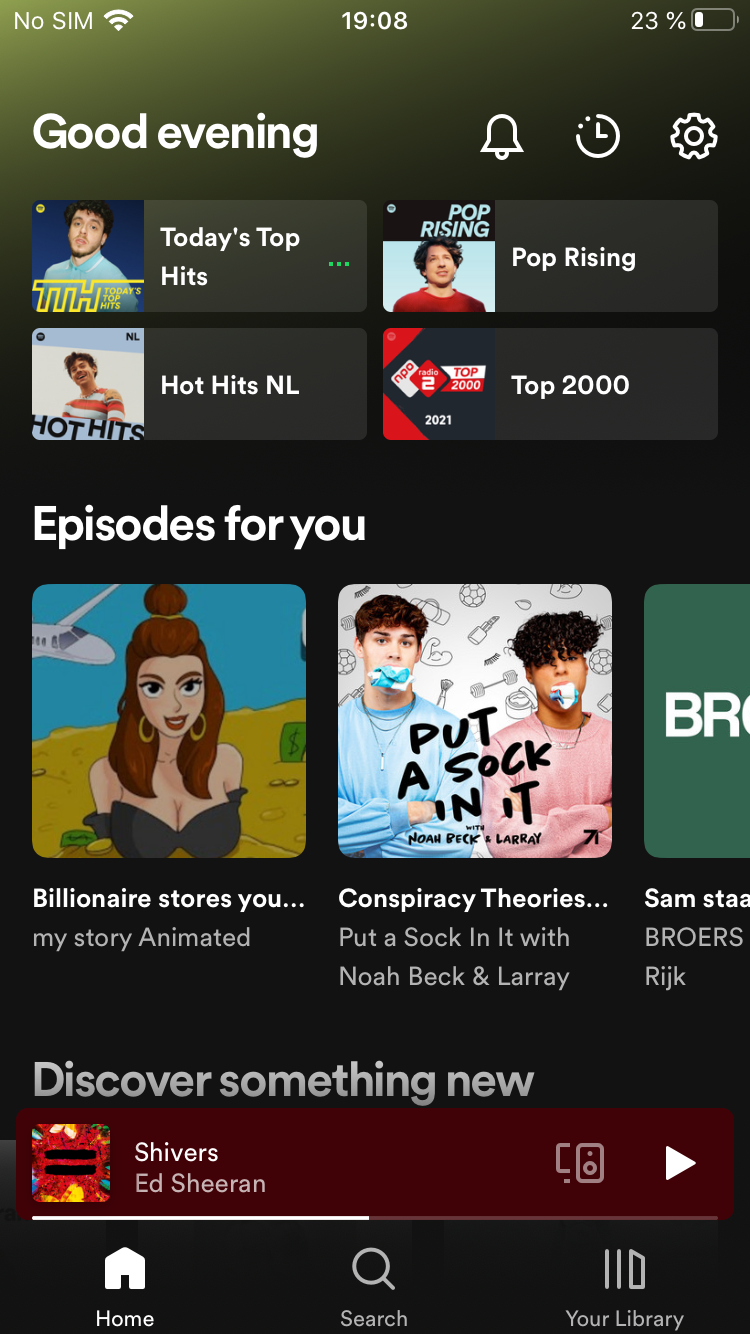 No SIM 19:08 23 %
Good evening
TTH TODAY'S
TOP
HITS
Today's Top
Hits
POP
RISING
Pop Rising
NL
HOT HITS
Hot Hits NL
npo radio 2 TOP 2000
2021
Top 2000
Episodes for you
PUT
A SOCK
IN IT
WITH
NOAH BECK & LARRAY
BRO
Billionaire stores you...
my story Animated
Conspiracy Theories...
Put a Sock In It with
Noah Beck & Larray
Sam staa
BROERS
Rijk
Discover something new
Shivers
Ed Sheeran
Home
Search
Your Library